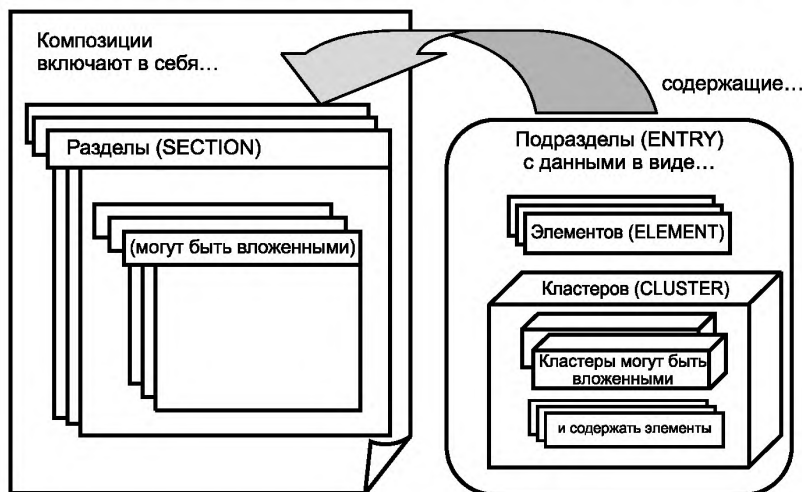 Композиции
включают в себя…
Разделы (SECTION)
(могут быть вложенными)
содержащие…
Подразделы (ENTRY)
с данными в виде…
Элементов (ELEMENT)
Кластеров (CLUSTER)
Кластеры могут быть
вложенными
и содержать элементы